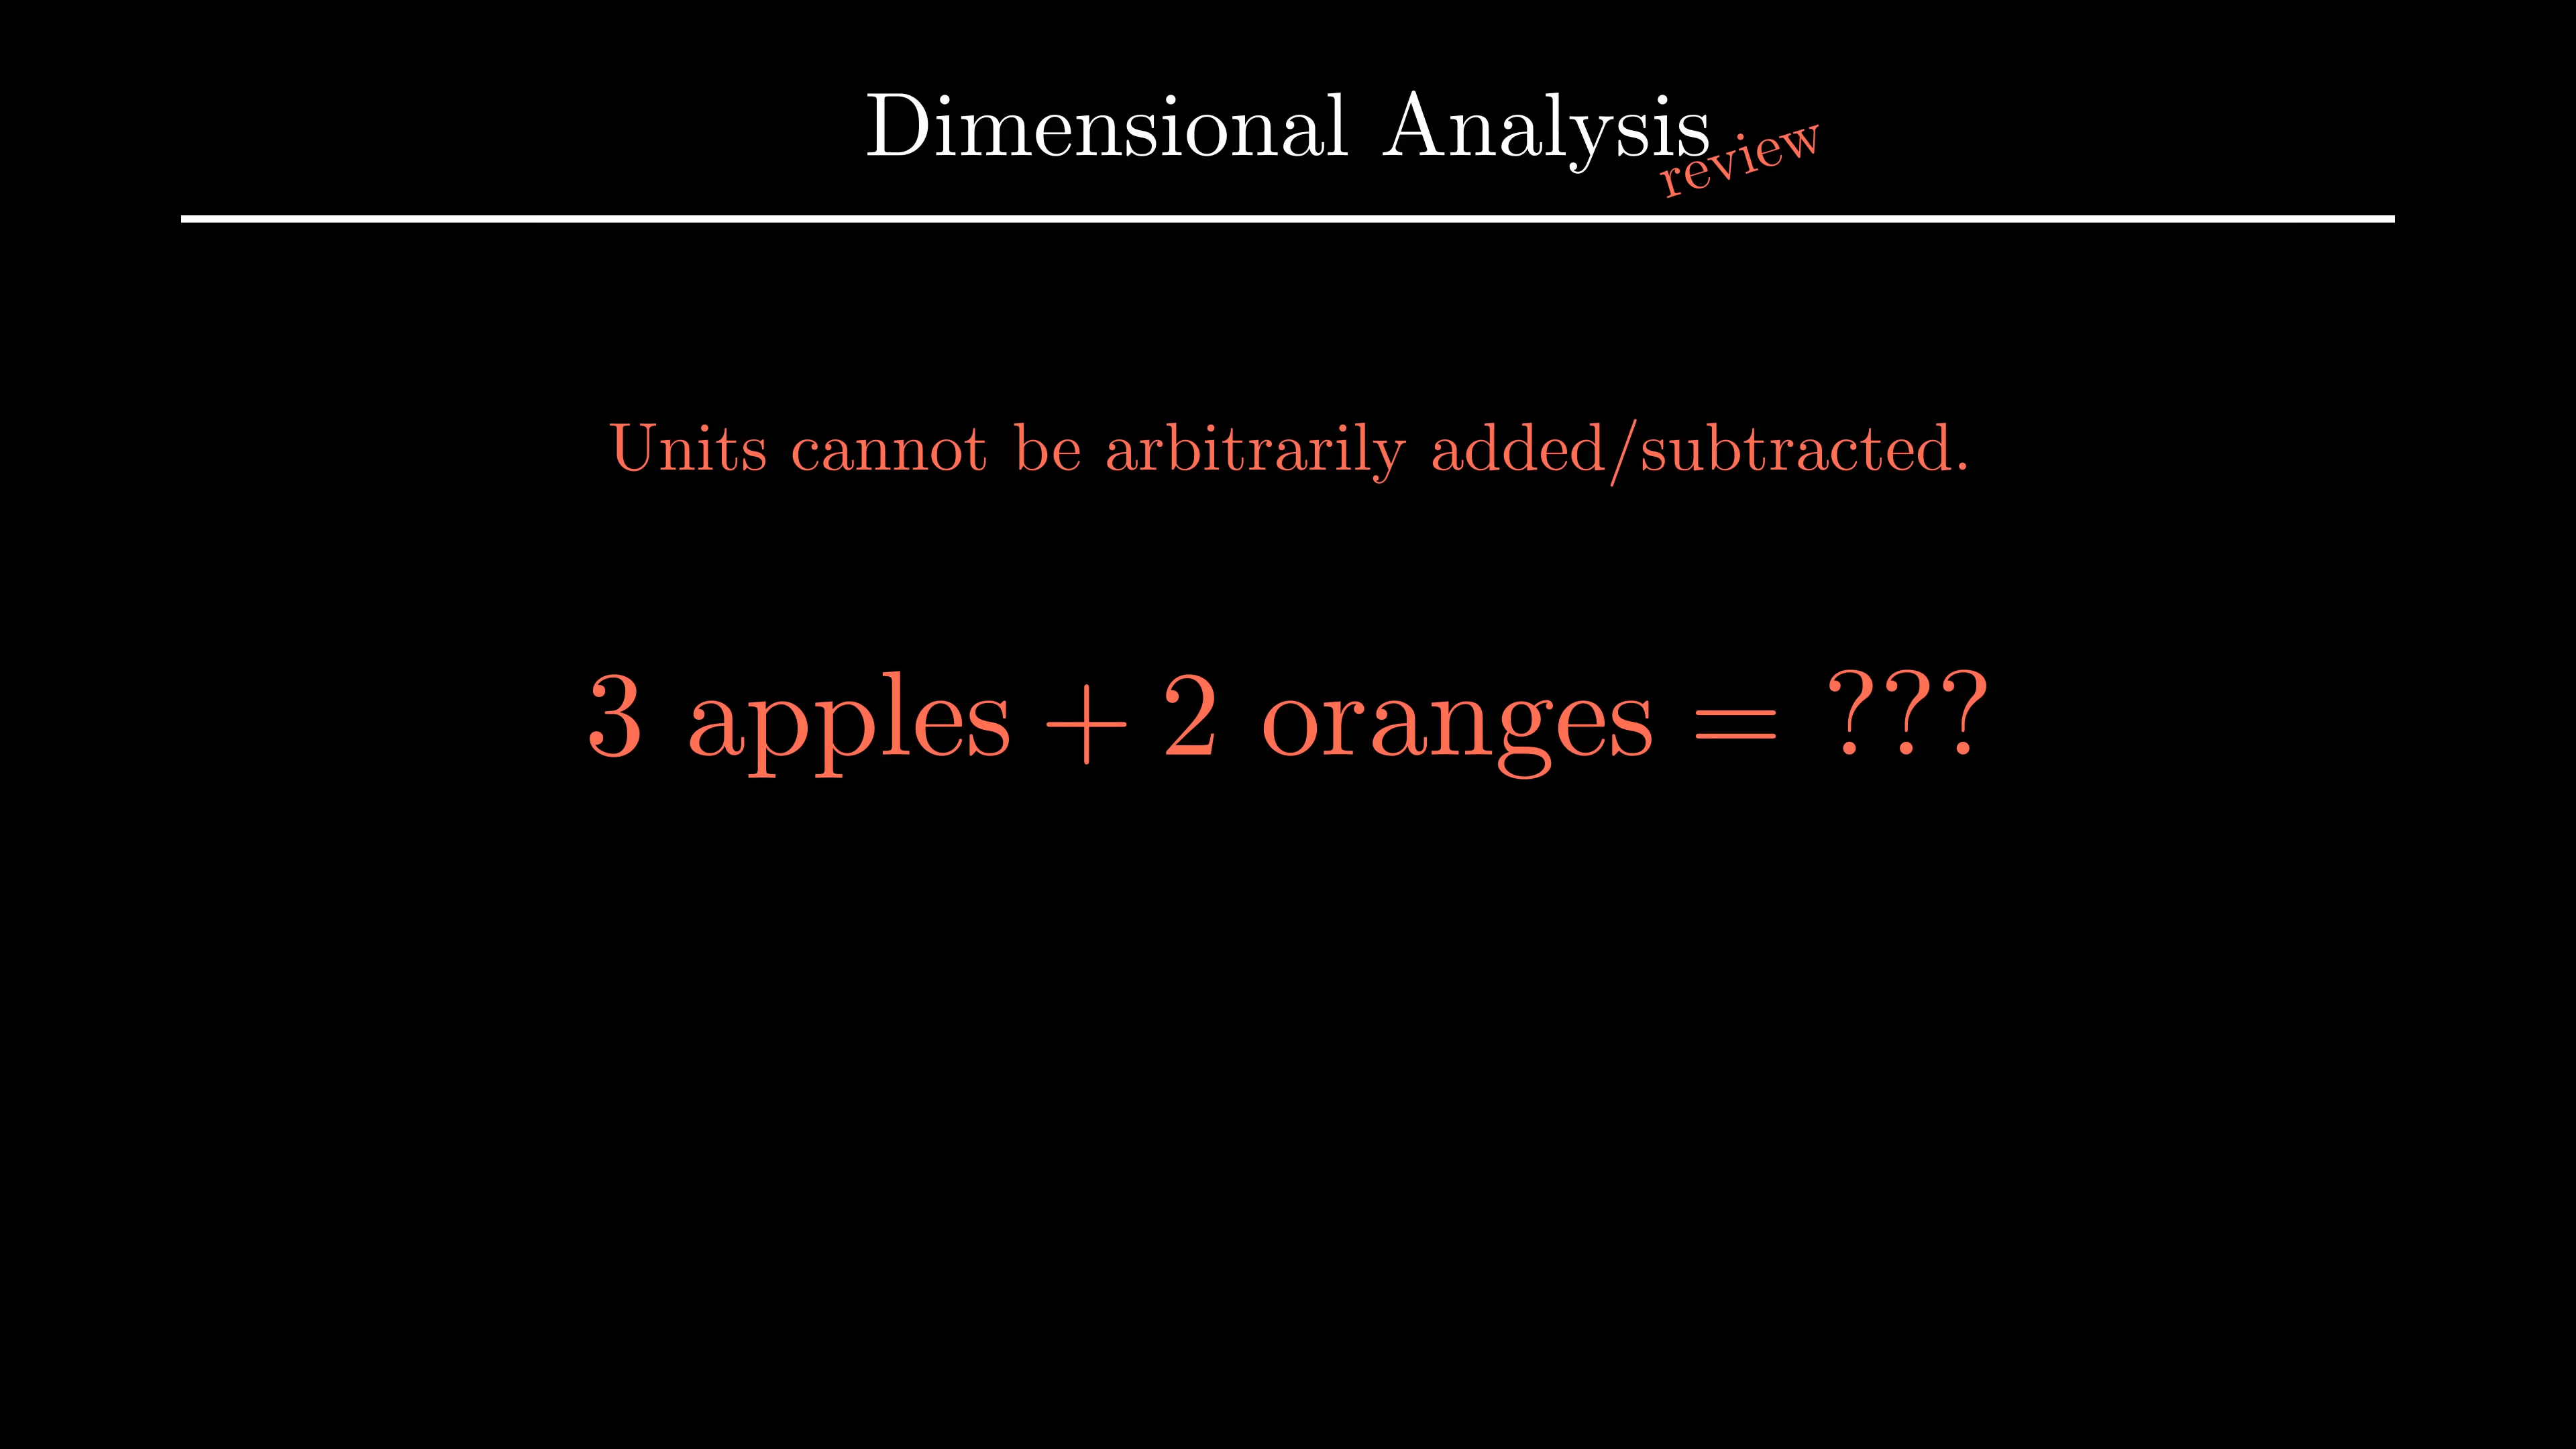 Dimensional Analysis
review
Units cannot be arbitrarily added/subtracted.
3 apples + 2 oranges = ???